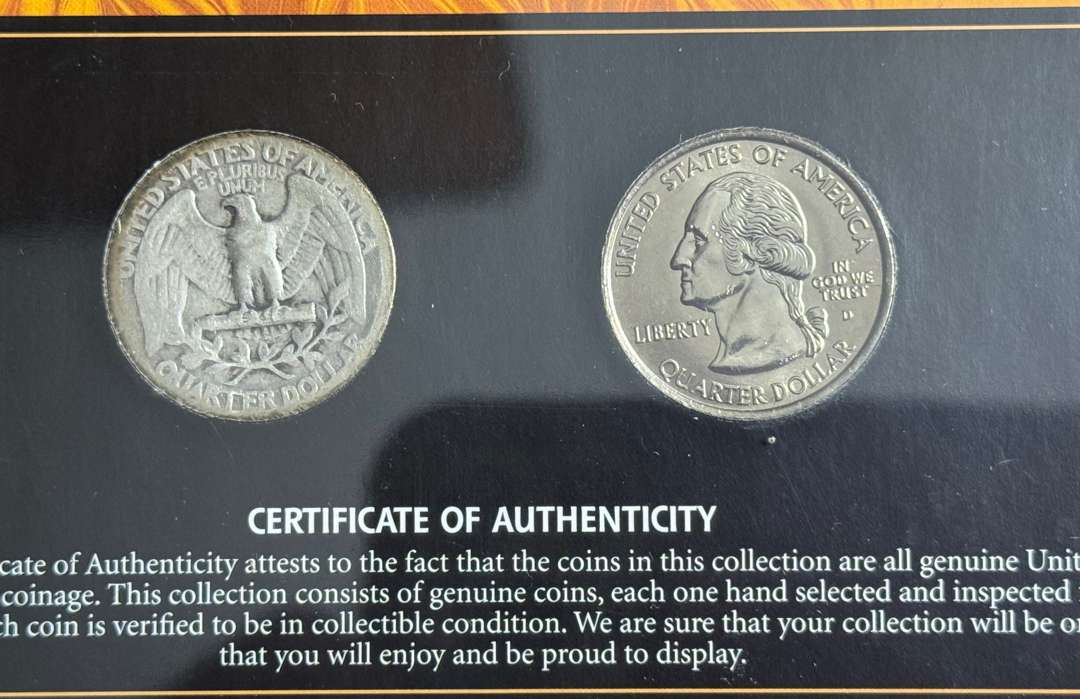 UNITED STATES OF AMERICA
E PLURIBUS
UNUM
QUARTER DOLLAR
UNITED STATES OF AMERICA
IN
GOD WE
TRUST
D
LIBERTY
QUARTER DOLLAR
CERTIFICATE OF AUTHENTICITY
cate of Authenticity attests to the fact that the coins in this collection are all genuine Unit
coinage. This collection consists of genuine coins, each one hand selected and inspected
ch coin is verified to be in collectible condition. We are sure that your collection will be on
that you will enjoy and be proud to display.